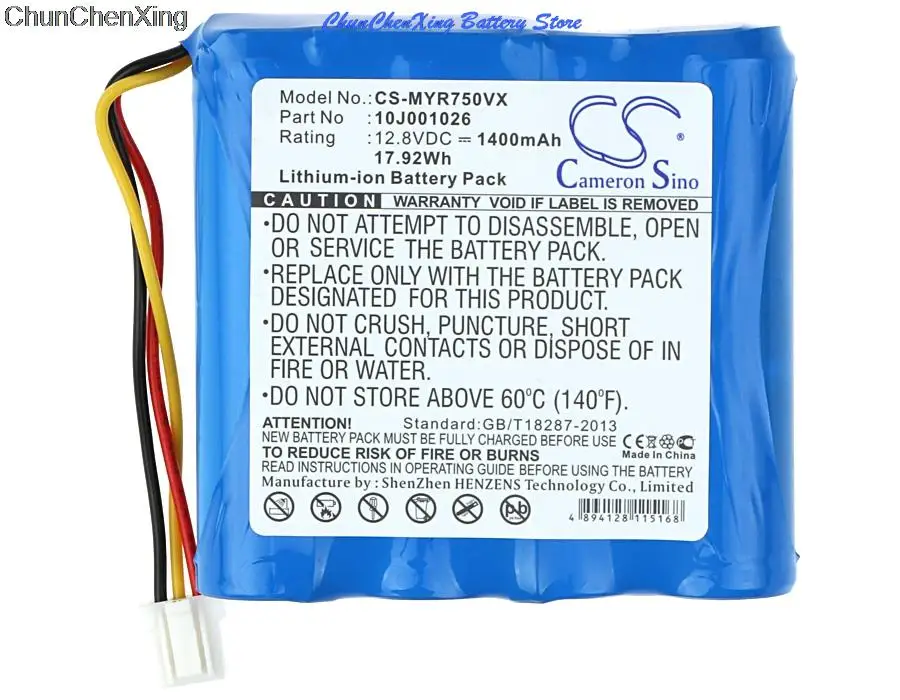 ChunChenXing
ChunChenXing Battery Store
Model No.:CS-MYR750VX
Part No :10J001026
Rating :12.8VDC ⎓ 1400mAh
17.92Wh
Lithium-ion Battery Pack
CS®
Cameron Sino
CAUTION WARRANTY VOID IF LABEL IS REMOVED
•DO NOT ATTEMPT TO DISASSEMBLE, OPEN
OR SERVICE THE BATTERY PACK.
•REPLACE ONLY WITH THE BATTERY PACK
DESIGNATED FOR THIS PRODUCT.
•DO NOT CRUSH, PUNCTURE, SHORT
EXTERNAL CONTACTS OR DISPOSE OF IN
FIRE OR WATER.
•DO NOT STORE ABOVE 60°C (140°F).
ATTENTION! Standard:GB/T18287-2013
NEW BATTERY PACK MUST BE FULLY CHARGED BEFORE USE
CE
Made In China
TO REDUCE RISK OF FIRE OR BURNS
READ INSTRUCTIONS IN OPERATING GUIDE BEFORE USING THE BATTERY
Manufacture by : ShenZhen HENZENS Technology Co., Limited
pb
4 894128 115168